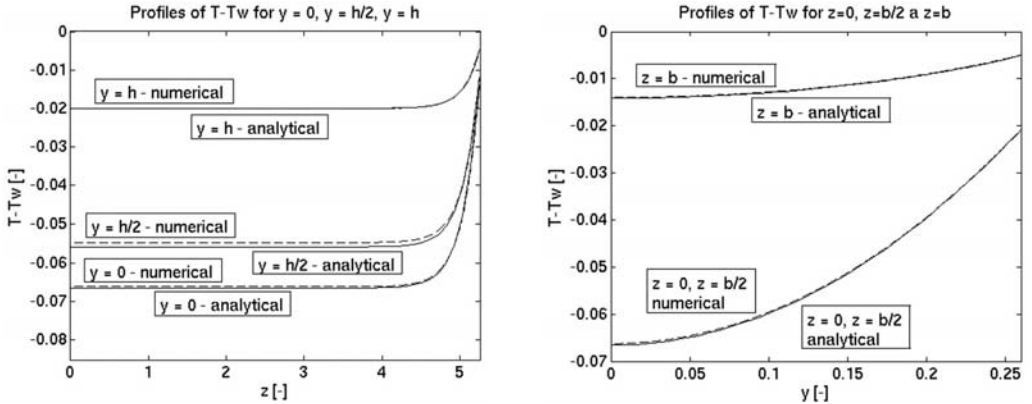 Profiles of T-Tw for y = 0, y = h/2, y = h
0
-0.01
-0.02
-0.03
-0.04
-0.05
-0.06
-0.07
-0.08
T-Tw [-]
y = h - numerical
y = h - analytical
y = h/2 - numerical
y = h/2 - analytical
y = 0 - numerical
y = 0 - analytical
0
1
2
3
4
5
z [-]
Profiles of T-Tw for z=0, z=b/2 a z=b
0
-0.01
-0.02
-0.03
-0.04
-0.05
-0.06
-0.07
T-Tw [-]
z = b - numerical
z = b - analytical
z = 0, z = b/2
numerical
z = 0, z = b/2
analytical
0
0.05
0.1
0.15
0.2
0.25
y [-]